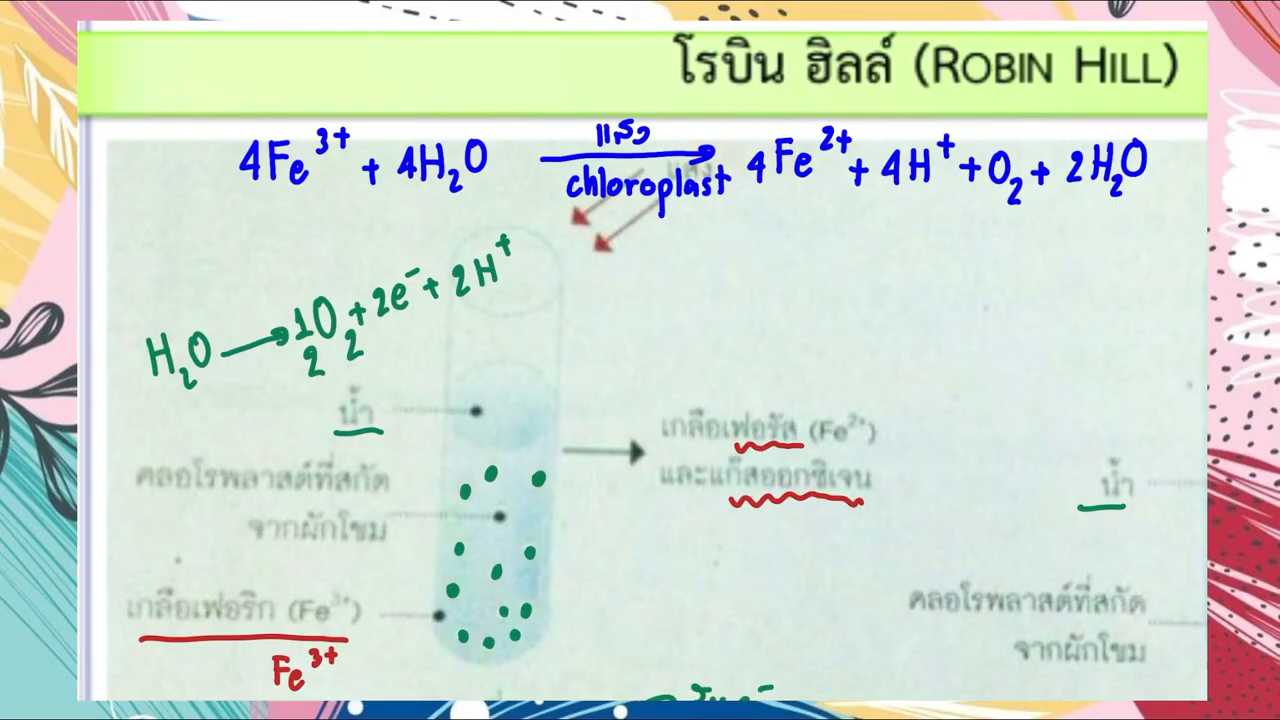 โรบิน ฮิลล์ (ROBIN HILL)
แสง
4Fe³⁺ + 4H₂O → 4Fe²⁺ + 4H⁺ + O₂ + 2H₂O
chloroplast
แสง
H₂O → 1/2 O₂ + 2e⁻ + 2H⁺
น้ำ
เกลือเฟอรัส (Fe²⁺)
และแก๊สออกซิเจน
คลอโรพลาสต์ที่สกัด
จากผักโขม
เกลือเฟอริก (Fe³⁺)
Fe³⁺
น้ำ
คลอโรพลาสต์ที่สกัด
จากผักโขม